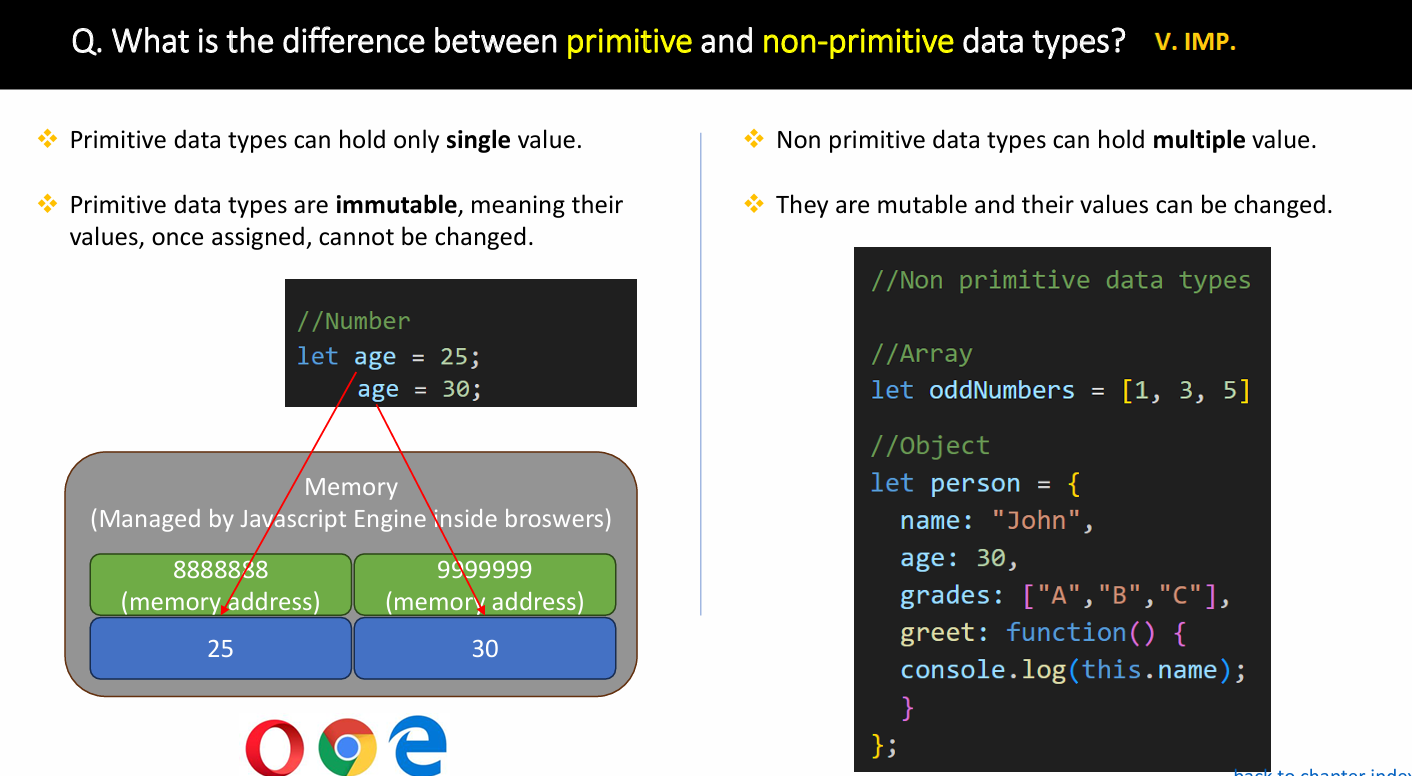 Q. What is the difference between primitive and non-primitive data types? V. IMP.
Primitive data types can hold only single value.
Primitive data types are immutable, meaning their
values, once assigned, cannot be changed.
//Number
let age = 25;
age = 30;
Memory
(Managed by Javascript Engine inside broswers)
8888888
(memory address)
9999999
(memory address)
25
30
Non primitive data types can hold multiple value.
They are mutable and their values can be changed.
//Non primitive data types
//Array
let oddNumbers = [1, 3, 5]
//Object
let person = {
name: "John",
age: 30,
grades: ["A","B","C"],
greet: function() {
console.log(this.name);
}
};
back to chapter index